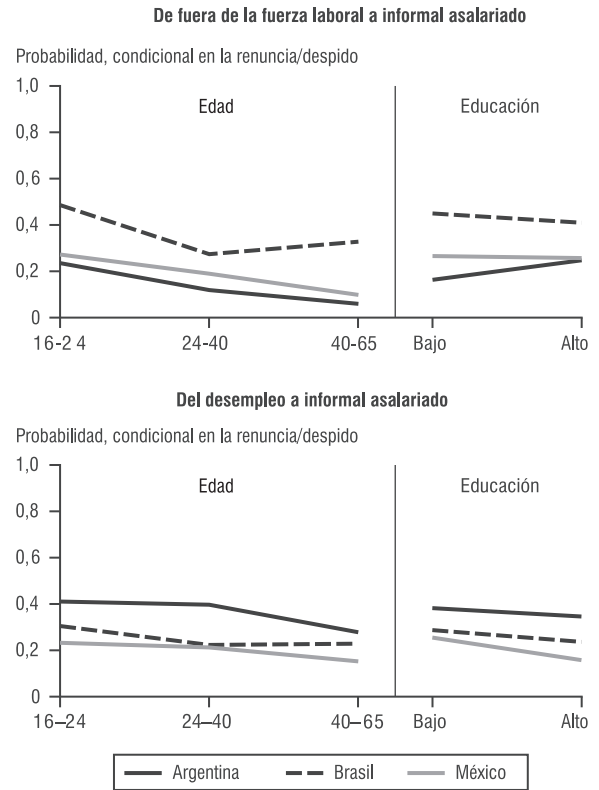 De fuera de la fuerza laboral a informal asalariado
Probabilidad, condicional en la renuncia/despido
1,0
Edad
Educación
0,8
0,6
0,4
0,2
0
16-2 4
24-40
40-65
Bajo
Alto
Del desempleo a informal asalariado
Probabilidad, condicional en la renuncia/despido
1,0
Edad
Educación
0,8
0,6
0,4
0,2
0
16–24
24–40
40–65
Bajo
Alto
Argentina
Brasil
México